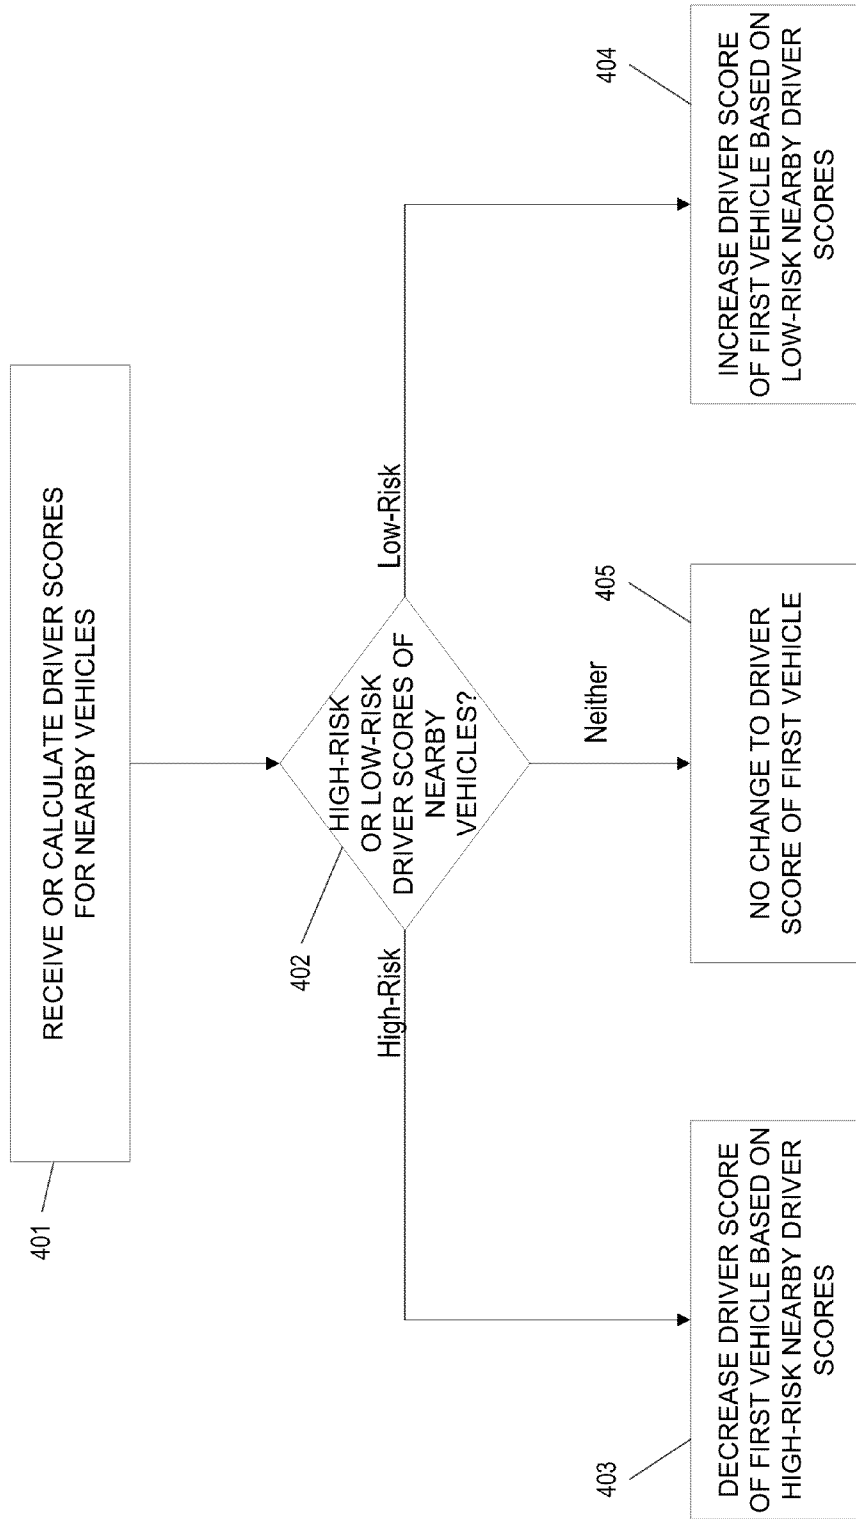 401
RECEIVE OR CALCULATE DRIVER SCORES
FOR NEARBY VEHICLES
402
HIGH-RISK
OR LOW-RISK
DRIVER SCORES OF
NEARBY
VEHICLES?
High-Risk
Neither
Low-Risk
403
DECREASE DRIVER SCORE
OF FIRST VEHICLE BASED ON
HIGH-RISK NEARBY DRIVER
SCORES
405
NO CHANGE TO DRIVER
SCORE OF FIRST VEHICLE
404
INCREASE DRIVER SCORE
OF FIRST VEHICLE BASED ON
LOW-RISK NEARBY DRIVER
SCORES